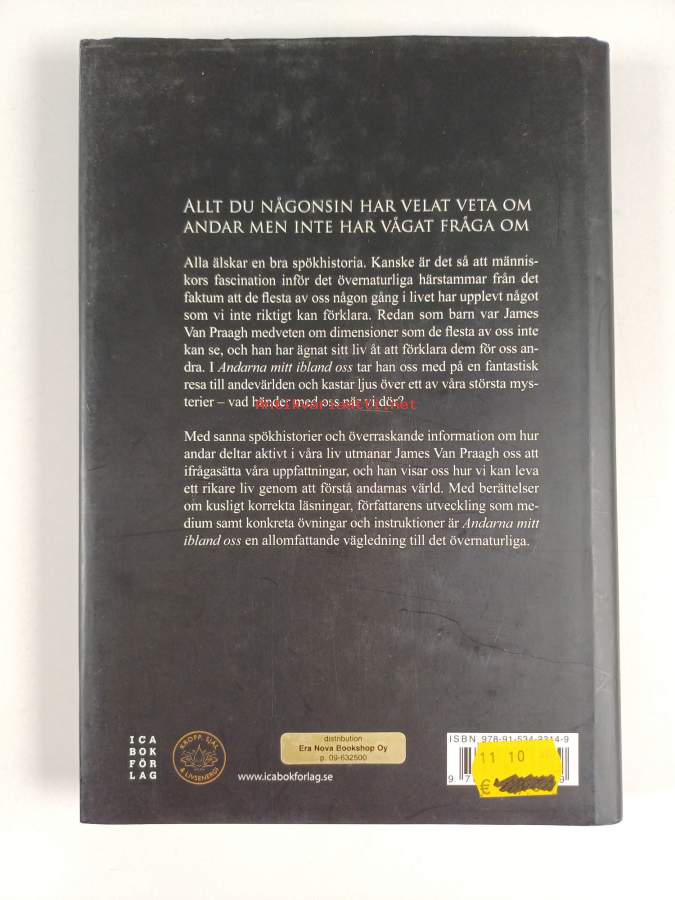 ALLT DU NÅGONSIN HAR VELAT VETA OM
ANDAR MEN INTE HAR VÅGAT FRÅGA OM
Alla älskar en bra spökhistoria. Kanske är det så att männis-
kors fascination inför det övernaturliga härstammar från det
faktum att de flesta av oss någon gång i livet har upplevt något
som vi inte riktigt kan förklara. Redan som barn var James
Van Praagh medveten om dimensioner som de flesta av oss inte
kan se, och han har ägnat sitt liv åt att förklara dem för oss an-
dra. I Andarna mitt ibland oss tar han oss med på en fantastisk
resa till andevärlden och kastar ljus över ett av våra största mys-
terier – vad händer med oss när vi dör?
Antikvariaatti.net
Med sanna spökhistorier och överraskande information om hur
andar deltar aktivt i våra liv utmanar James Van Praagh oss att
ifrågasätta våra uppfattningar, och han visar oss hur vi kan leva
ett rikare liv genom att förstå andarnas värld. Med berättelser
om kusligt korrekta läsningar, författarens utveckling som me-
dium samt konkreta övningar och instruktioner är Andarna mitt
ibland oss en allomfattande vägledning till det övernaturliga.
ICA
BOK
FÖR
LAG
KROPP, SJÄL
& LIVSENERGI
www.icabokforlag.se
distribution
Era Nova Bookshop Oy
p. 09-632500
ISBN 978-91-534-3314-9
11 10
€
9 7
9